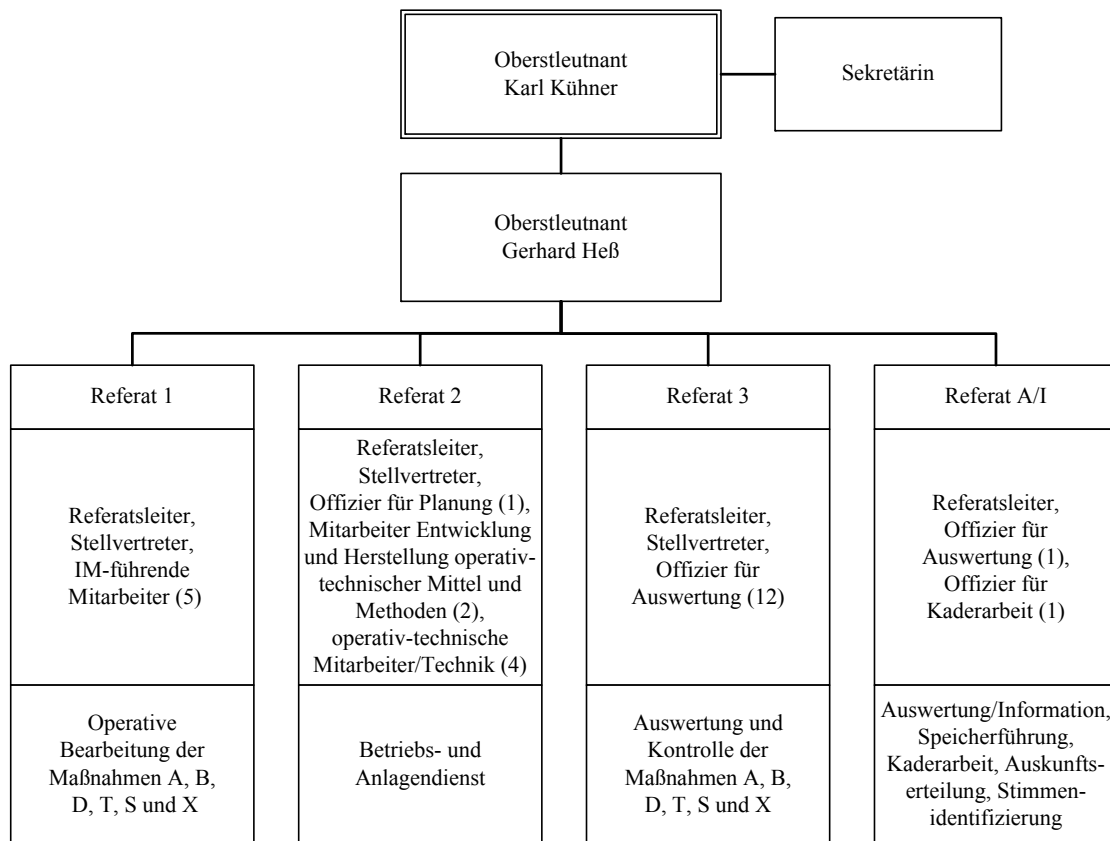 Oberstleutnant
Karl Kühner
Sekretärin
Oberstleutnant
Gerhard Heß
Referat 1
Referatsleiter,
Stellvertreter,
IM-führende
Mitarbeiter (5)
Operative
Bearbeitung der
Maßnahmen A, B,
D, T, S und X
Referat 2
Referatsleiter,
Stellvertreter,
Offizier für Planung (1),
Mitarbeiter Entwicklung
und Herstellung operativ-
technischer Mittel und
Methoden (2),
operativ-technische
Mitarbeiter/Technik (4)
Betriebs- und
Anlagendienst
Referat 3
Referatsleiter,
Stellvertreter,
Offizier für
Auswertung (12)
Auswertung und
Kontrolle der
Maßnahmen A, B,
D, T, S und X
Referat A/I
Referatsleiter,
Offizier für
Auswertung (1),
Offizier für
Kaderarbeit (1)
Auswertung/Information,
Speicherführung,
Kaderarbeit, Auskunfts-
erteilung, Stimmen-
identifizierung